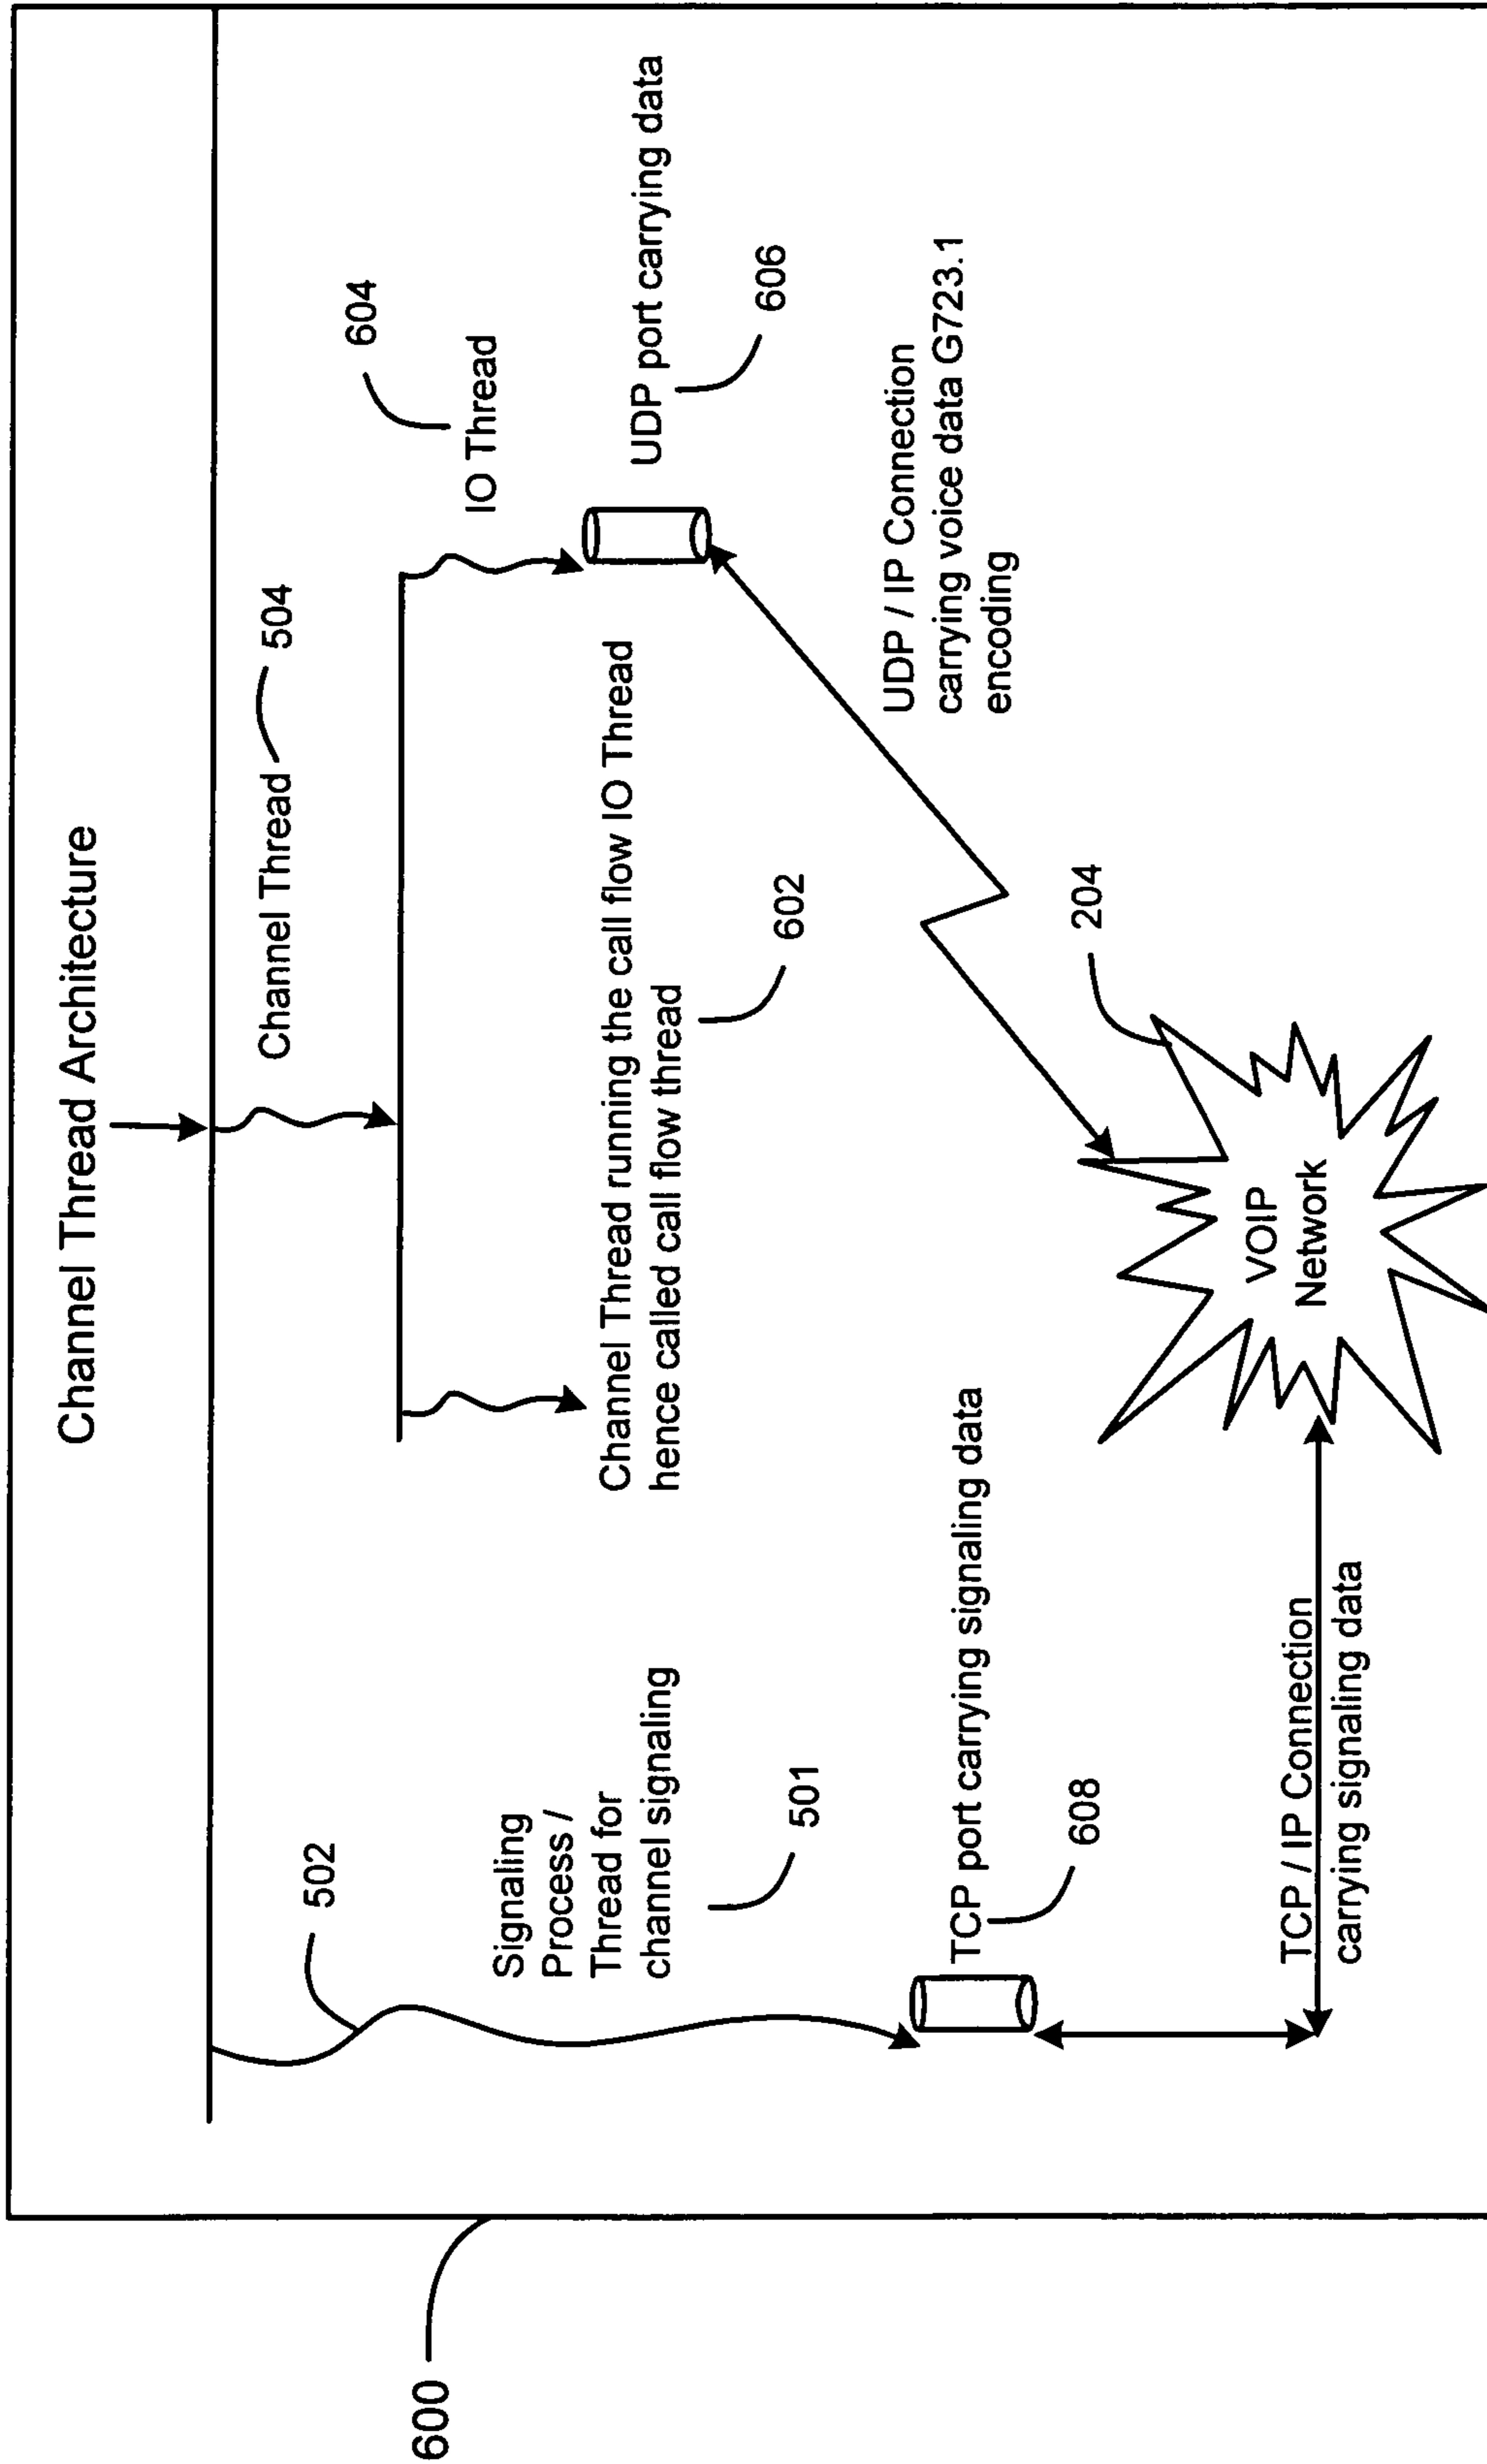 Channel Thread Architecture
Channel Thread
504
502
604
IO Thread
Signaling
Process /
Thread for
channel signaling
501
Channel Thread running the call flow IO Thread
hence called call flow thread
602
UDP port carrying data
606
UDP / IP Connection
carrying voice data G723.1
encoding
TCP port carrying signaling data
608
204
VOIP
Network
TCP / IP Connection
carrying signaling data
600